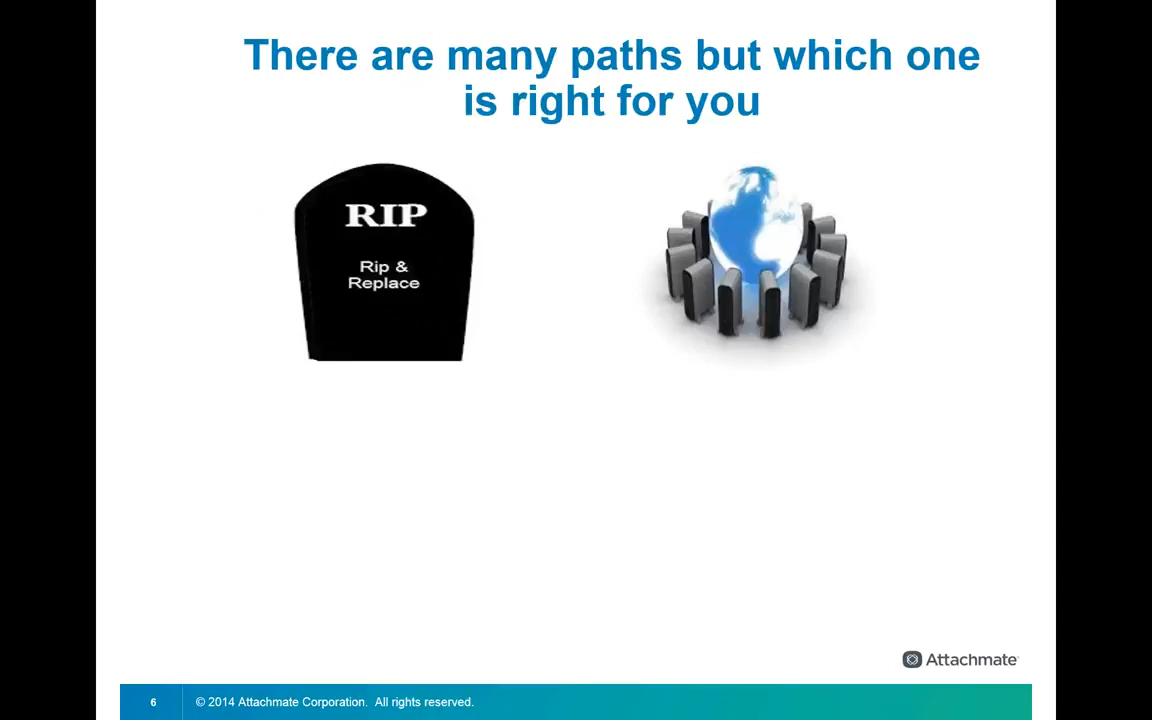 There are many paths but which one
is right for you
RIP
Rip &
Replace
Attachmate
6
© 2014 Attachmate Corporation. All rights reserved.